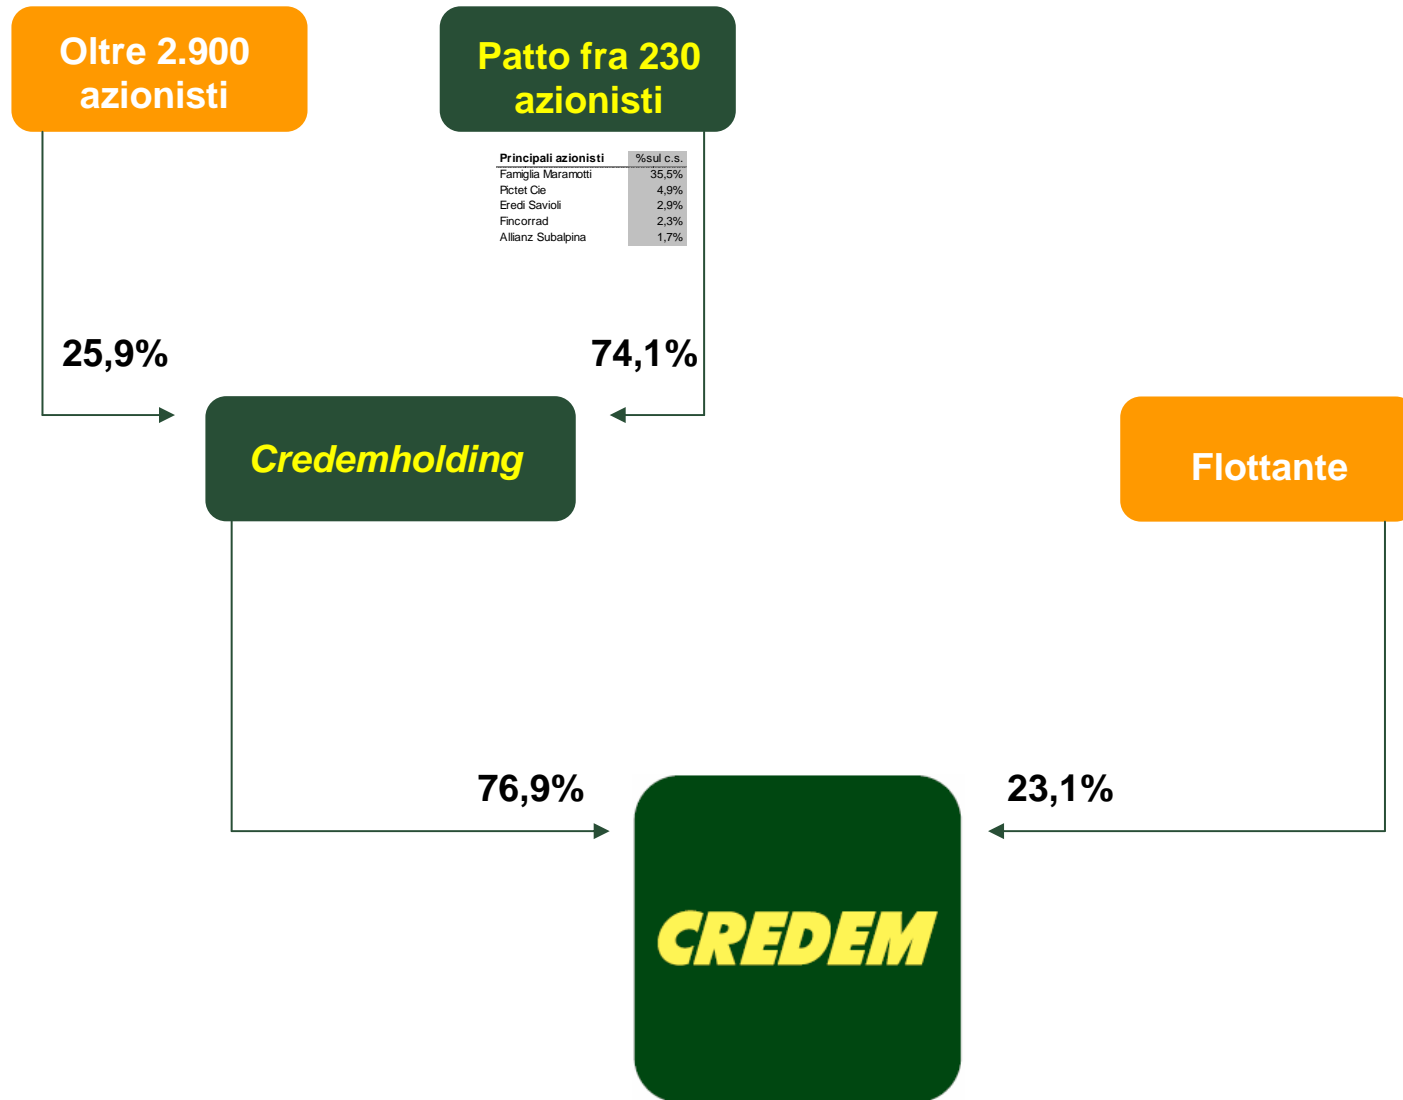 Oltre 2.900
azionisti
Patto fra 230
azionisti
Principali azionisti %sul c.s.
Famiglia Maramotti 35,5%
Pictet Cie 4,9%
Eredi Savioli 2,9%
Fincorrad 2,3%
Allianz Subalpina 1,7%
25,9%
74,1%
Credemholding
Flottante
76,9%
23,1%
CREDEM